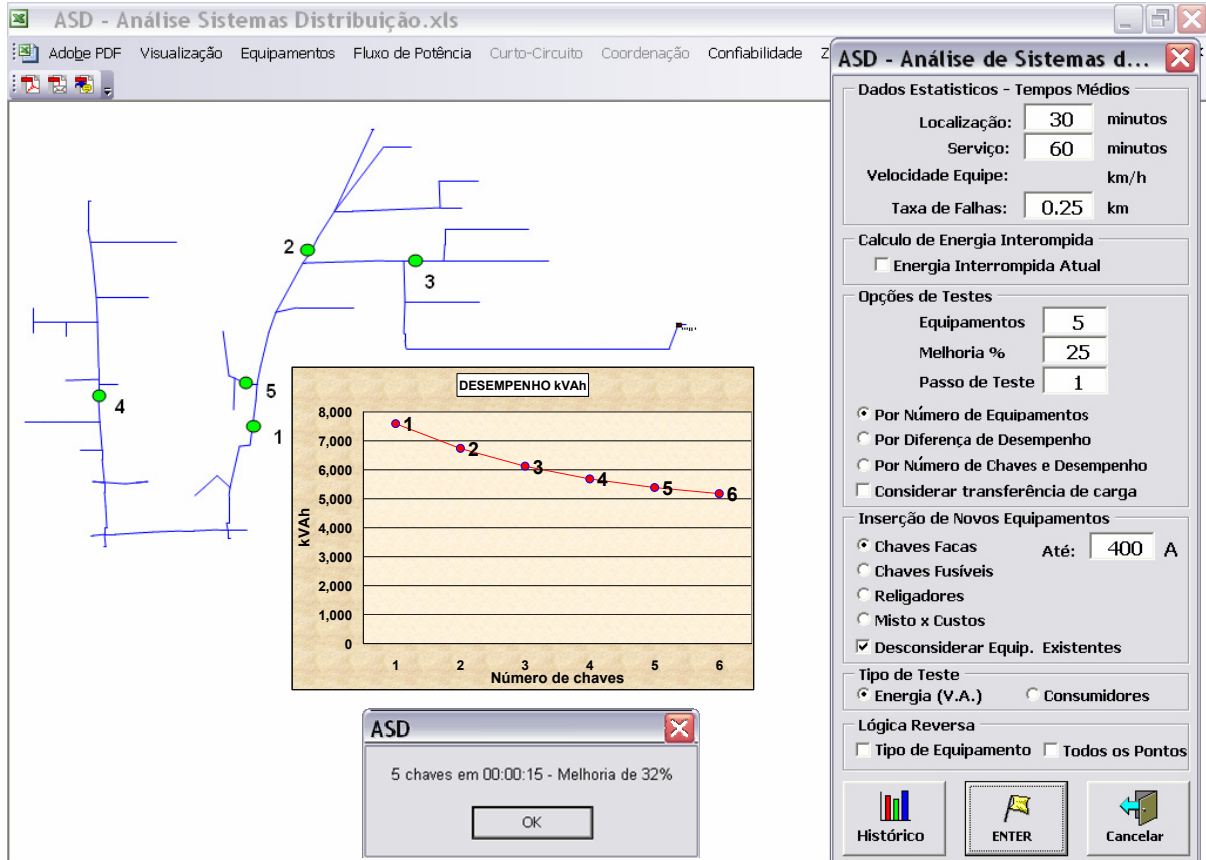 ASD - Análise Sistemas Distribuição.xls
Adobe PDF Visualização Equipamentos Fluxo de Potência Curto-Circuito Coordenação Confiabilidade Z
2
3
4
5
1
DESEMPENHO kVAh
8,000
7,000
6,000
5,000
4,000
3,000
2,000
1,000
0
kVAh
1 2 3 4 5 6
1 2 3 4 5 6
Número de chaves
ASD
5 chaves em 00:00:15 - Melhoria de 32%
OK
ASD - Análise de Sistemas d...
Dados Estatisticos - Tempos Médios
Localização: 30 minutos
Serviço: 60 minutos
Velocidade Equipe: km/h
Taxa de Falhas: 0.25 km
Calculo de Energia Interompida
Energia Interrompida Atual
Opções de Testes
Equipamentos 5
Melhoria % 25
Passo de Teste 1
Por Número de Equipamentos
Por Diferença de Desempenho
Por Número de Chaves e Desempenho
Considerar transferência de carga
Inserção de Novos Equipamentos
Chaves Facas Até: 400 A
Chaves Fusíveis
Religadores
Misto x Custos
Desconsiderar Equip. Existentes
Tipo de Teste
Energia (V.A.) Consumidores
Lógica Reversa
Tipo de Equipamento Todos os Pontos
Histórico ENTER Cancelar